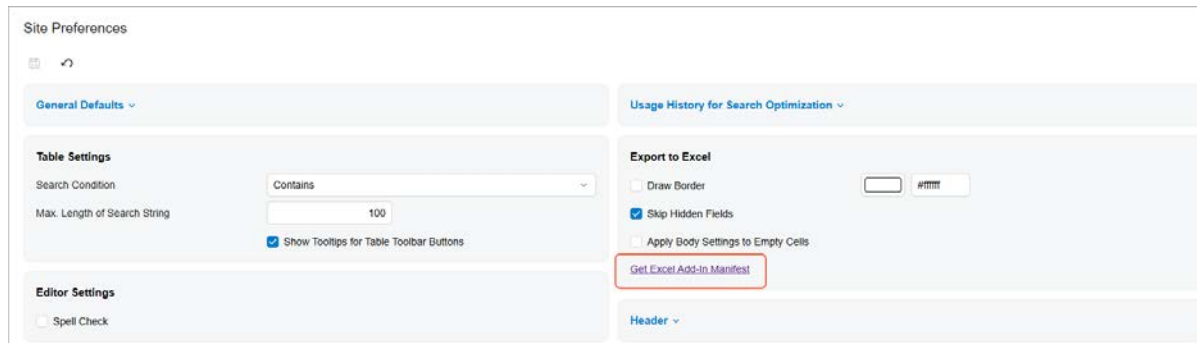 Site Preferences
General Defaults
Usage History for Search Optimization
Table Settings
Search Condition
Contains
Max. Length of Search String
100
Show Tooltips for Table Toolbar Buttons
Editor Settings
Spell Check
Export to Excel
Draw Border
#ffffff
Skip Hidden Fields
Apply Body Settings to Empty Cells
Get Excel Add-In Manifest
Header